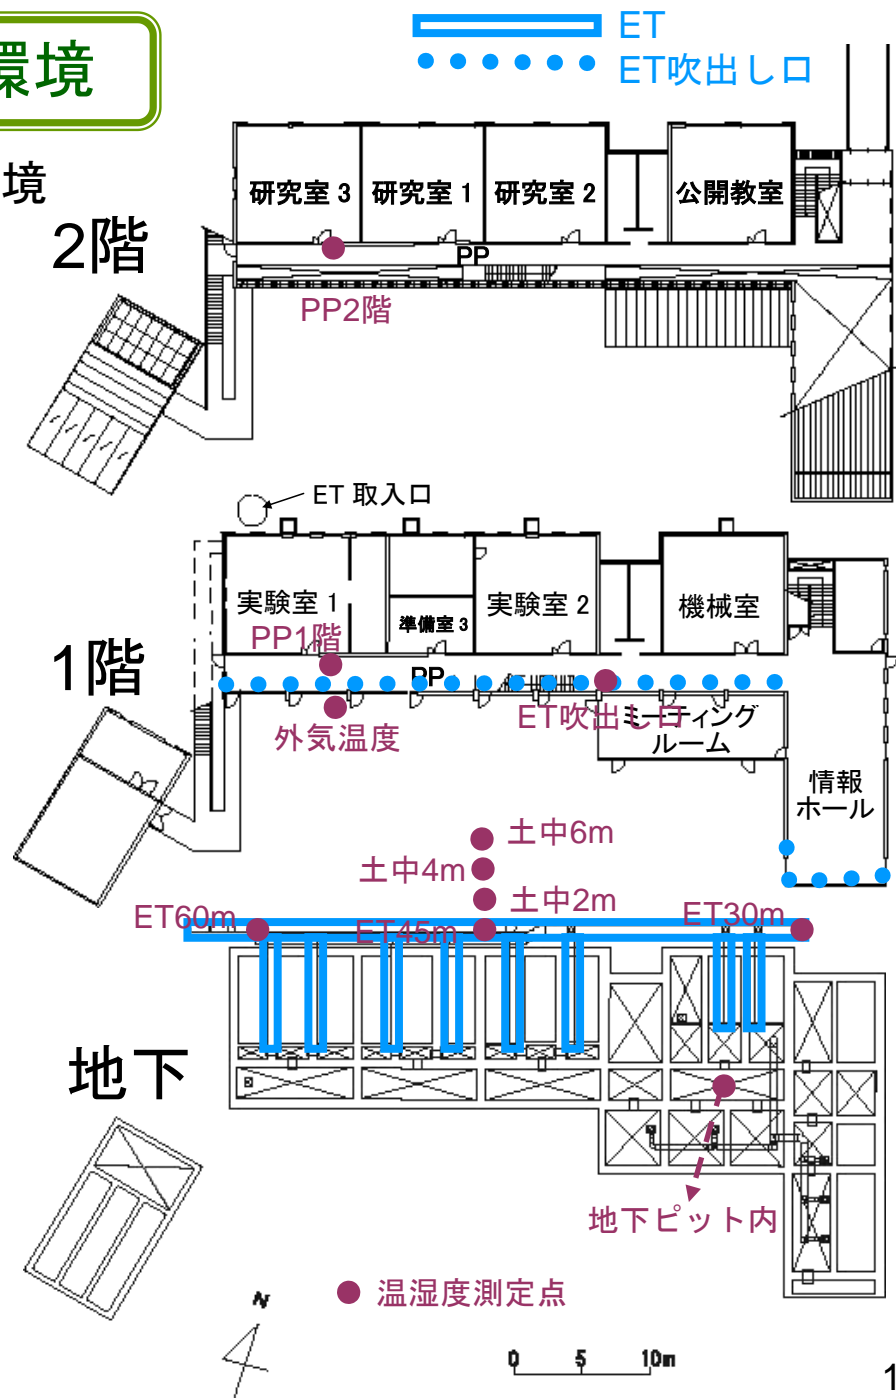 ET
ET吹出し口
環境
境
2階
研究室 3
研究室 1
研究室 2
公開教室
PP
PP2階
ET 取入口
1階
実験室 1
準備室 3
実験室 2
機械室
PP1階
PP
外気温度
ET吹出し口
ミーティング
ルーム
情報
ホール
土中6m
土中4m
土中2m
ET60m
ET45m
ET30m
地下
地下ピット内
温湿度測定点
N
0 5 10m
1